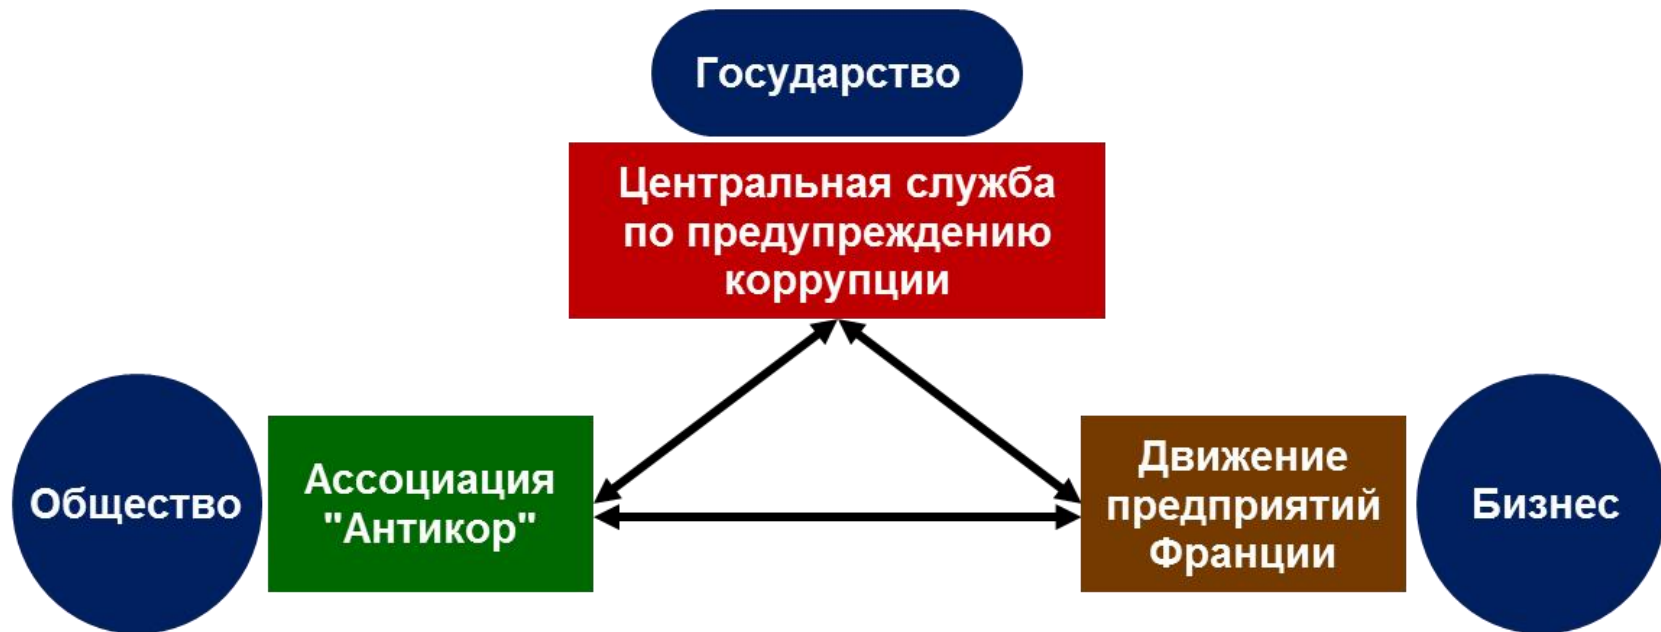 Государство
Центральная служба
по предупреждению
коррупции
Общество
Ассоциация
"Антикор"
Движение
предприятий
Франции
Бизнес